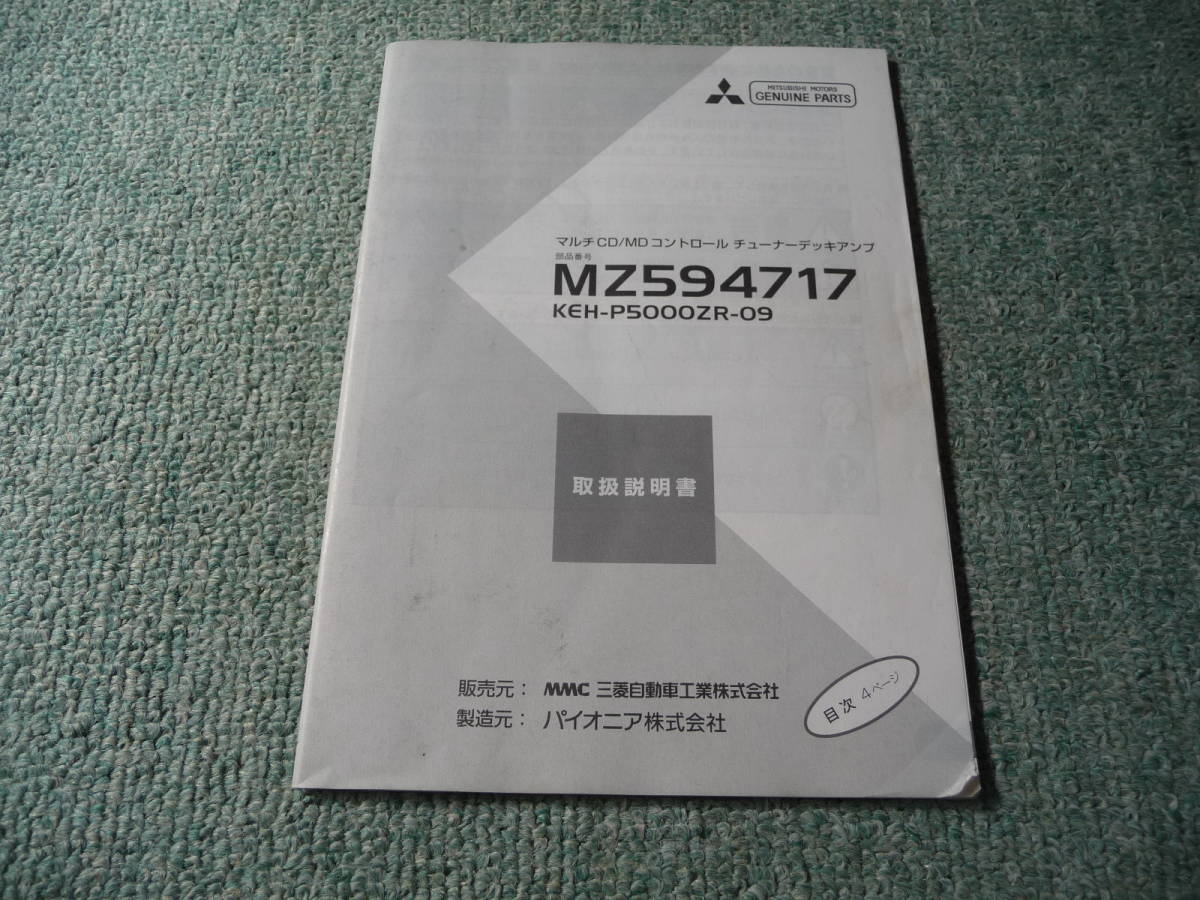 MITSUBISHI MOTORS
GENUINE PARTS
マルチCD/MDコントロール チューナーデッキアンプ
部品番号
MZ594717
KEH-P5000ZR-09
取扱説明書
販売元： MMC 三菱自動車工業株式会社
製造元： パイオニア株式会社
目次 4ページ